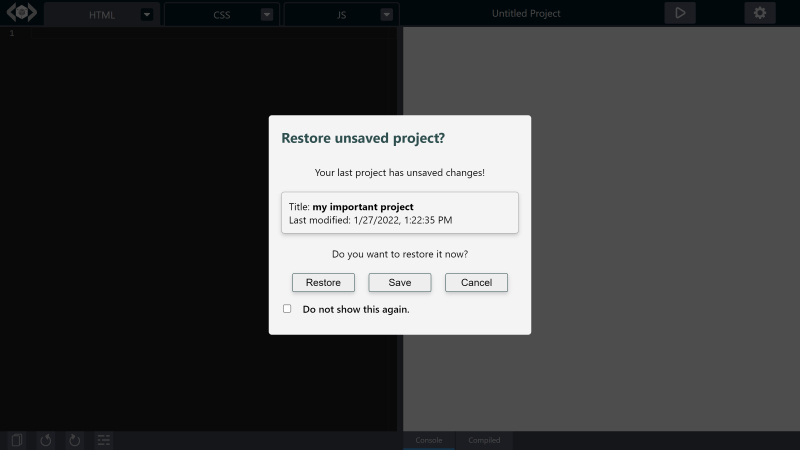 HTML
CSS
JS
Untitled Project
1
Restore unsaved project?
Your last project has unsaved changes!
Title: my important project
Last modified: 1/27/2022, 1:22:35 PM
Do you want to restore it now?
Restore
Save
Cancel
Do not show this again.
Console
Compiled